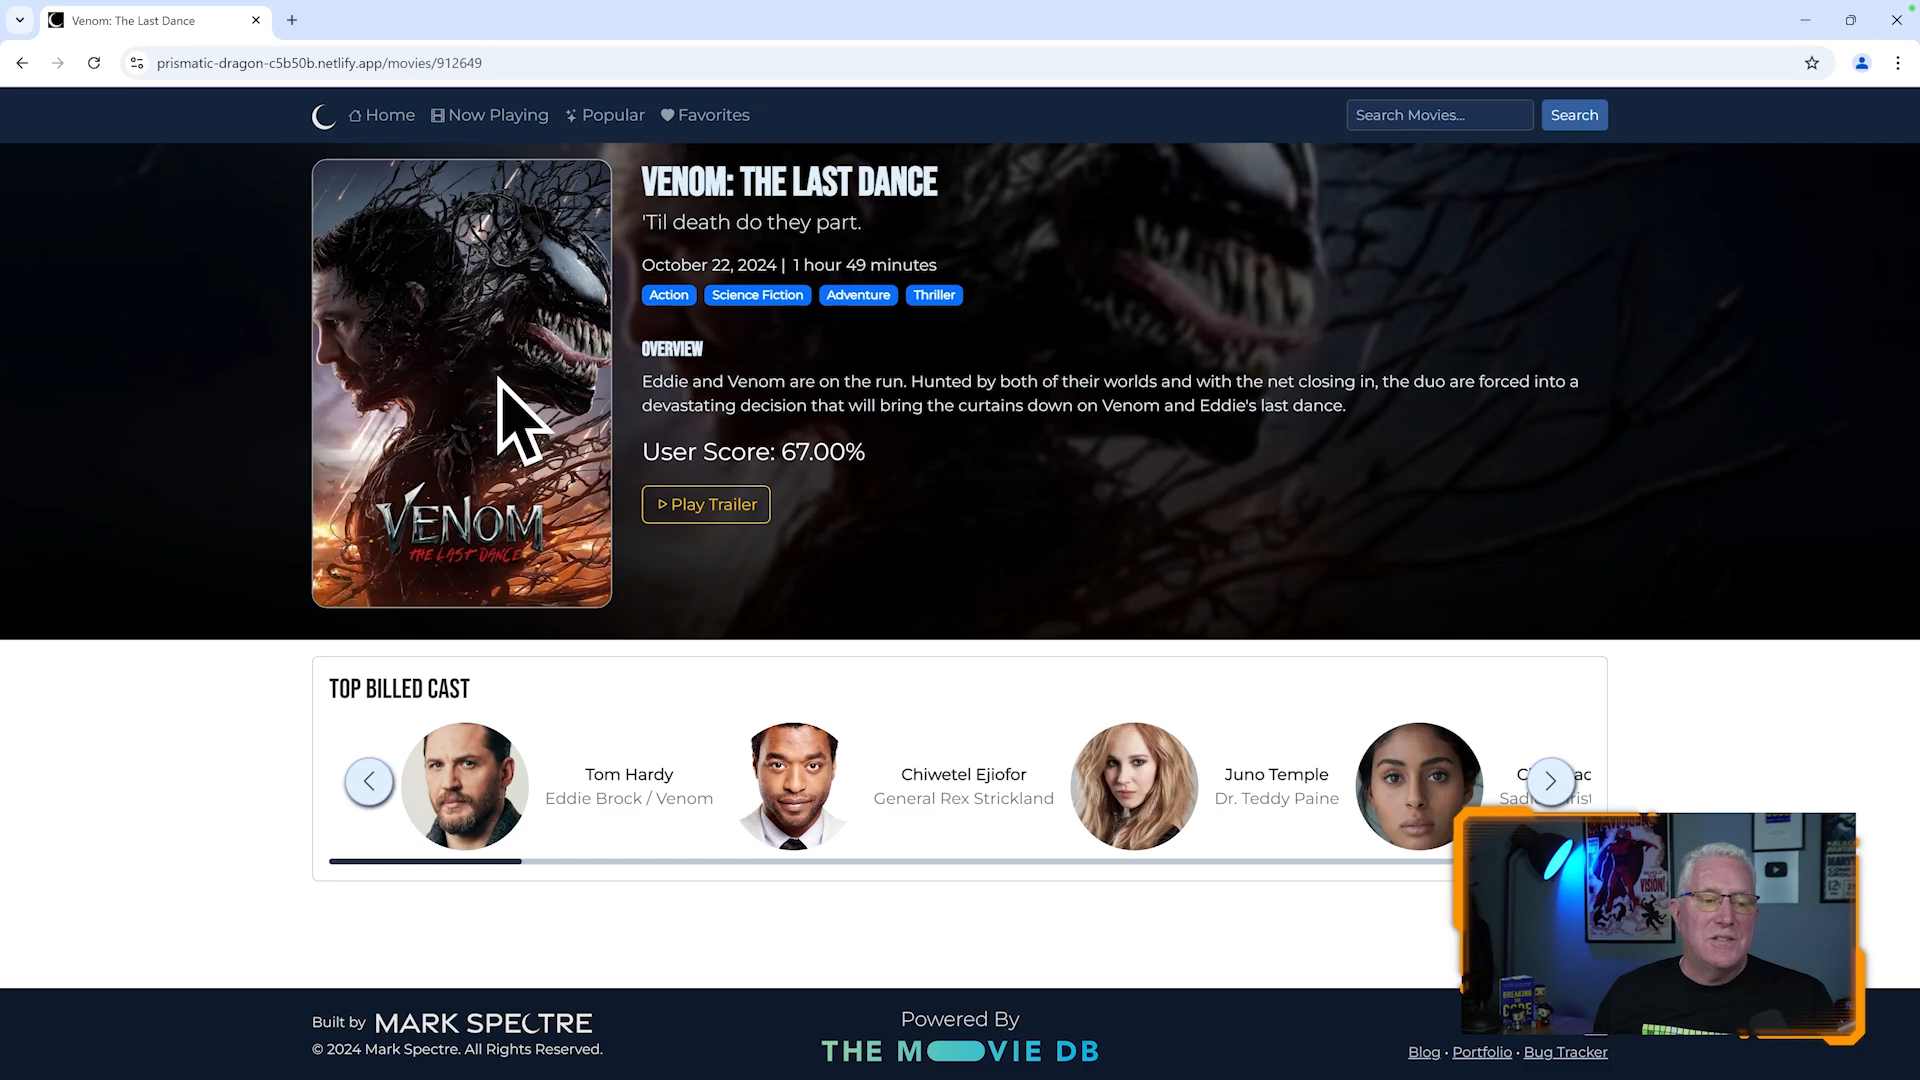 Venom: The Last Dance
prismatic-dragon-c5b50b.netlify.app/movies/912649
Home Now Playing Popular Favorites
Search Movies... Search
VENOM: THE LAST DANCE
'Til death do they part.
October 22, 2024 | 1 hour 49 minutes
Action Science Fiction Adventure Thriller
OVERVIEW
Eddie and Venom are on the run. Hunted by both of their worlds and with the net closing in, the duo are forced into a
devastating decision that will bring the curtains down on Venom and Eddie's last dance.
User Score: 67.00%
Play Trailer
VENOM
THE LAST DANCE
TOP BILLED CAST
Tom Hardy
Eddie Brock / Venom
Chiwetel Ejiofor
General Rex Strickland
Juno Temple
Dr. Teddy Paine
VISION!
BREAKING
THE
CODE
Built by MARK SPECTRE
© 2024 Mark Spectre. All Rights Reserved.
Powered By
THE MOVIE DB
Blog • Portfolio • Bug Tracker